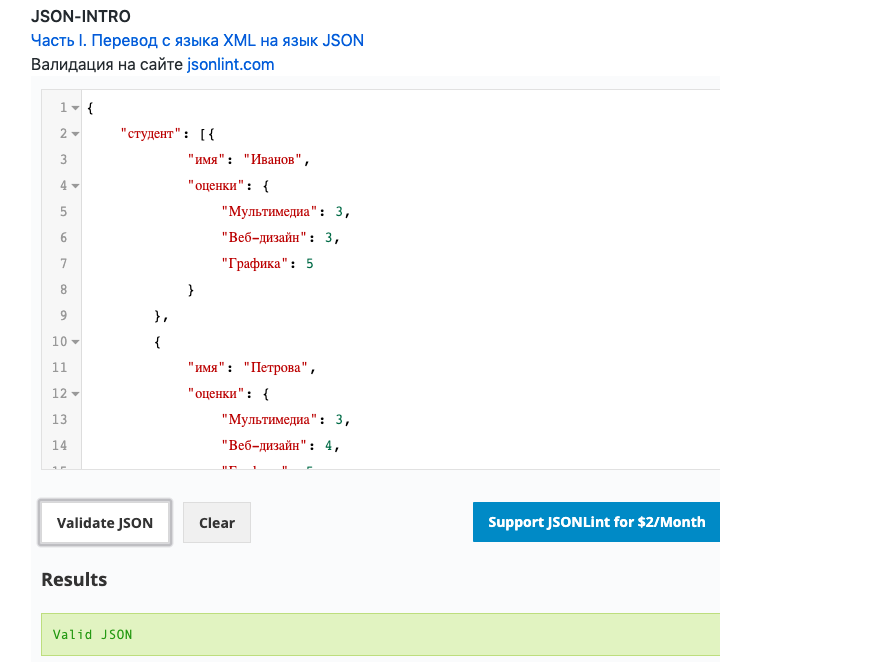 JSON-INTRO
Часть I. Перевод с языка XML на язык JSON
Валидация на сайте jsonlint.com
1 {
2 "студент": [{
3 "имя": "Иванов",
4 "оценки": {
5 "Мультимедиа": 3,
6 "Веб-дизайн": 3,
7 "Графика": 5
8 }
9 },
10 {
11 "имя": "Петрова",
12 "оценки": {
13 "Мультимедиа": 3,
14 "Веб-дизайн": 4,
Validate JSON Clear Support JSONLint for $2/Month
Results
Valid JSON